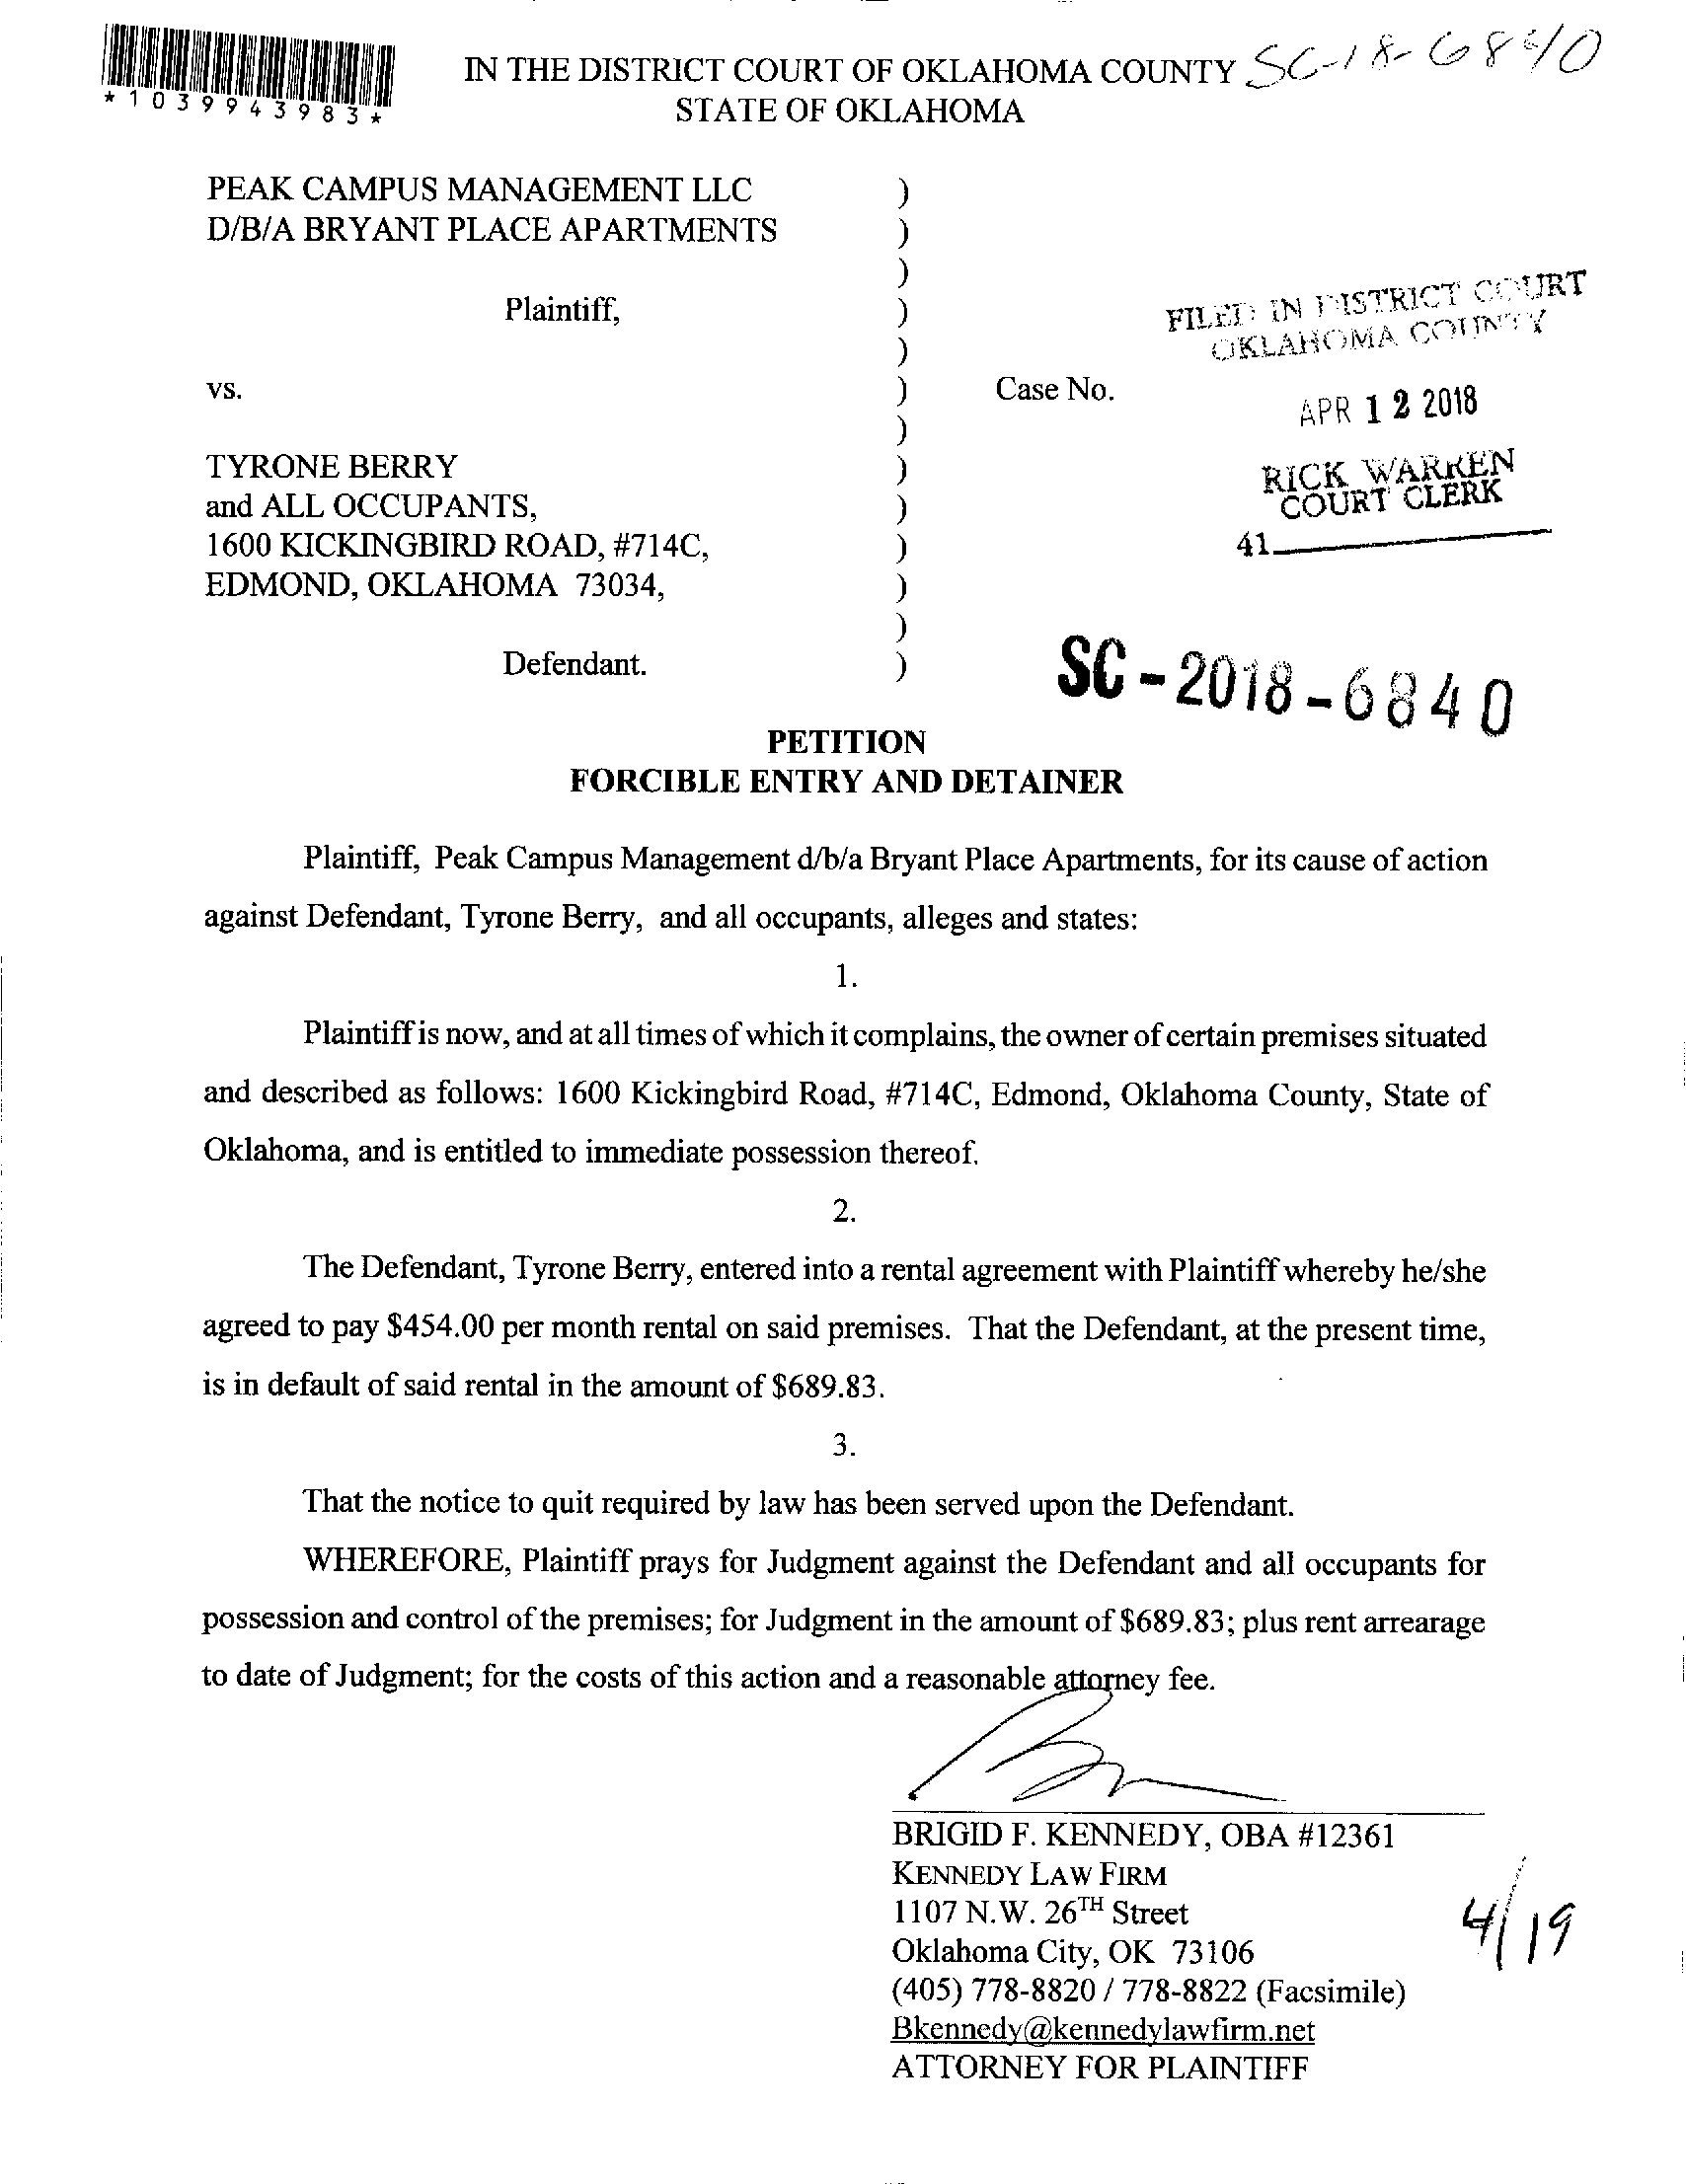 *1039943983*
IN THE DISTRICT COURT OF OKLAHOMA COUNTY SC-18-6840
STATE OF OKLAHOMA
PEAK CAMPUS MANAGEMENT LLC )
D/B/A BRYANT PLACE APARTMENTS )
)
Plaintiff, )
)
vs. ) Case No.
)
TYRONE BERRY )
and ALL OCCUPANTS, )
1600 KICKINGBIRD ROAD, #714C, )
EDMOND, OKLAHOMA 73034, )
)
Defendant. )
FILED IN DISTRICT COURT
OKLAHOMA COUNTY
APR 12 2018
RICK WARREN
COURT CLERK
41
SC-2018-6840
PETITION
FORCIBLE ENTRY AND DETAINER
Plaintiff, Peak Campus Management d/b/a Bryant Place Apartments, for its cause of action
against Defendant, Tyrone Berry, and all occupants, alleges and states:
1.
Plaintiff is now, and at all times of which it complains, the owner of certain premises situated
and described as follows: 1600 Kickingbird Road, #714C, Edmond, Oklahoma County, State of
Oklahoma, and is entitled to immediate possession thereof.
2.
The Defendant, Tyrone Berry, entered into a rental agreement with Plaintiff whereby he/she
agreed to pay $454.00 per month rental on said premises. That the Defendant, at the present time,
is in default of said rental in the amount of $689.83.
3.
That the notice to quit required by law has been served upon the Defendant.
WHEREFORE, Plaintiff prays for Judgment against the Defendant and all occupants for
possession and control of the premises; for Judgment in the amount of $689.83; plus rent arrearage
to date of Judgment; for the costs of this action and a reasonable attorney fee.
BRIGID F. KENNEDY, OBA #12361
KENNEDY LAW FIRM
1107 N.W. 26TH Street
Oklahoma City, OK 73106
(405) 778-8820 / 778-8822 (Facsimile)
Bkennedy@kennedylawfirm.net
ATTORNEY FOR PLAINTIFF
4/19